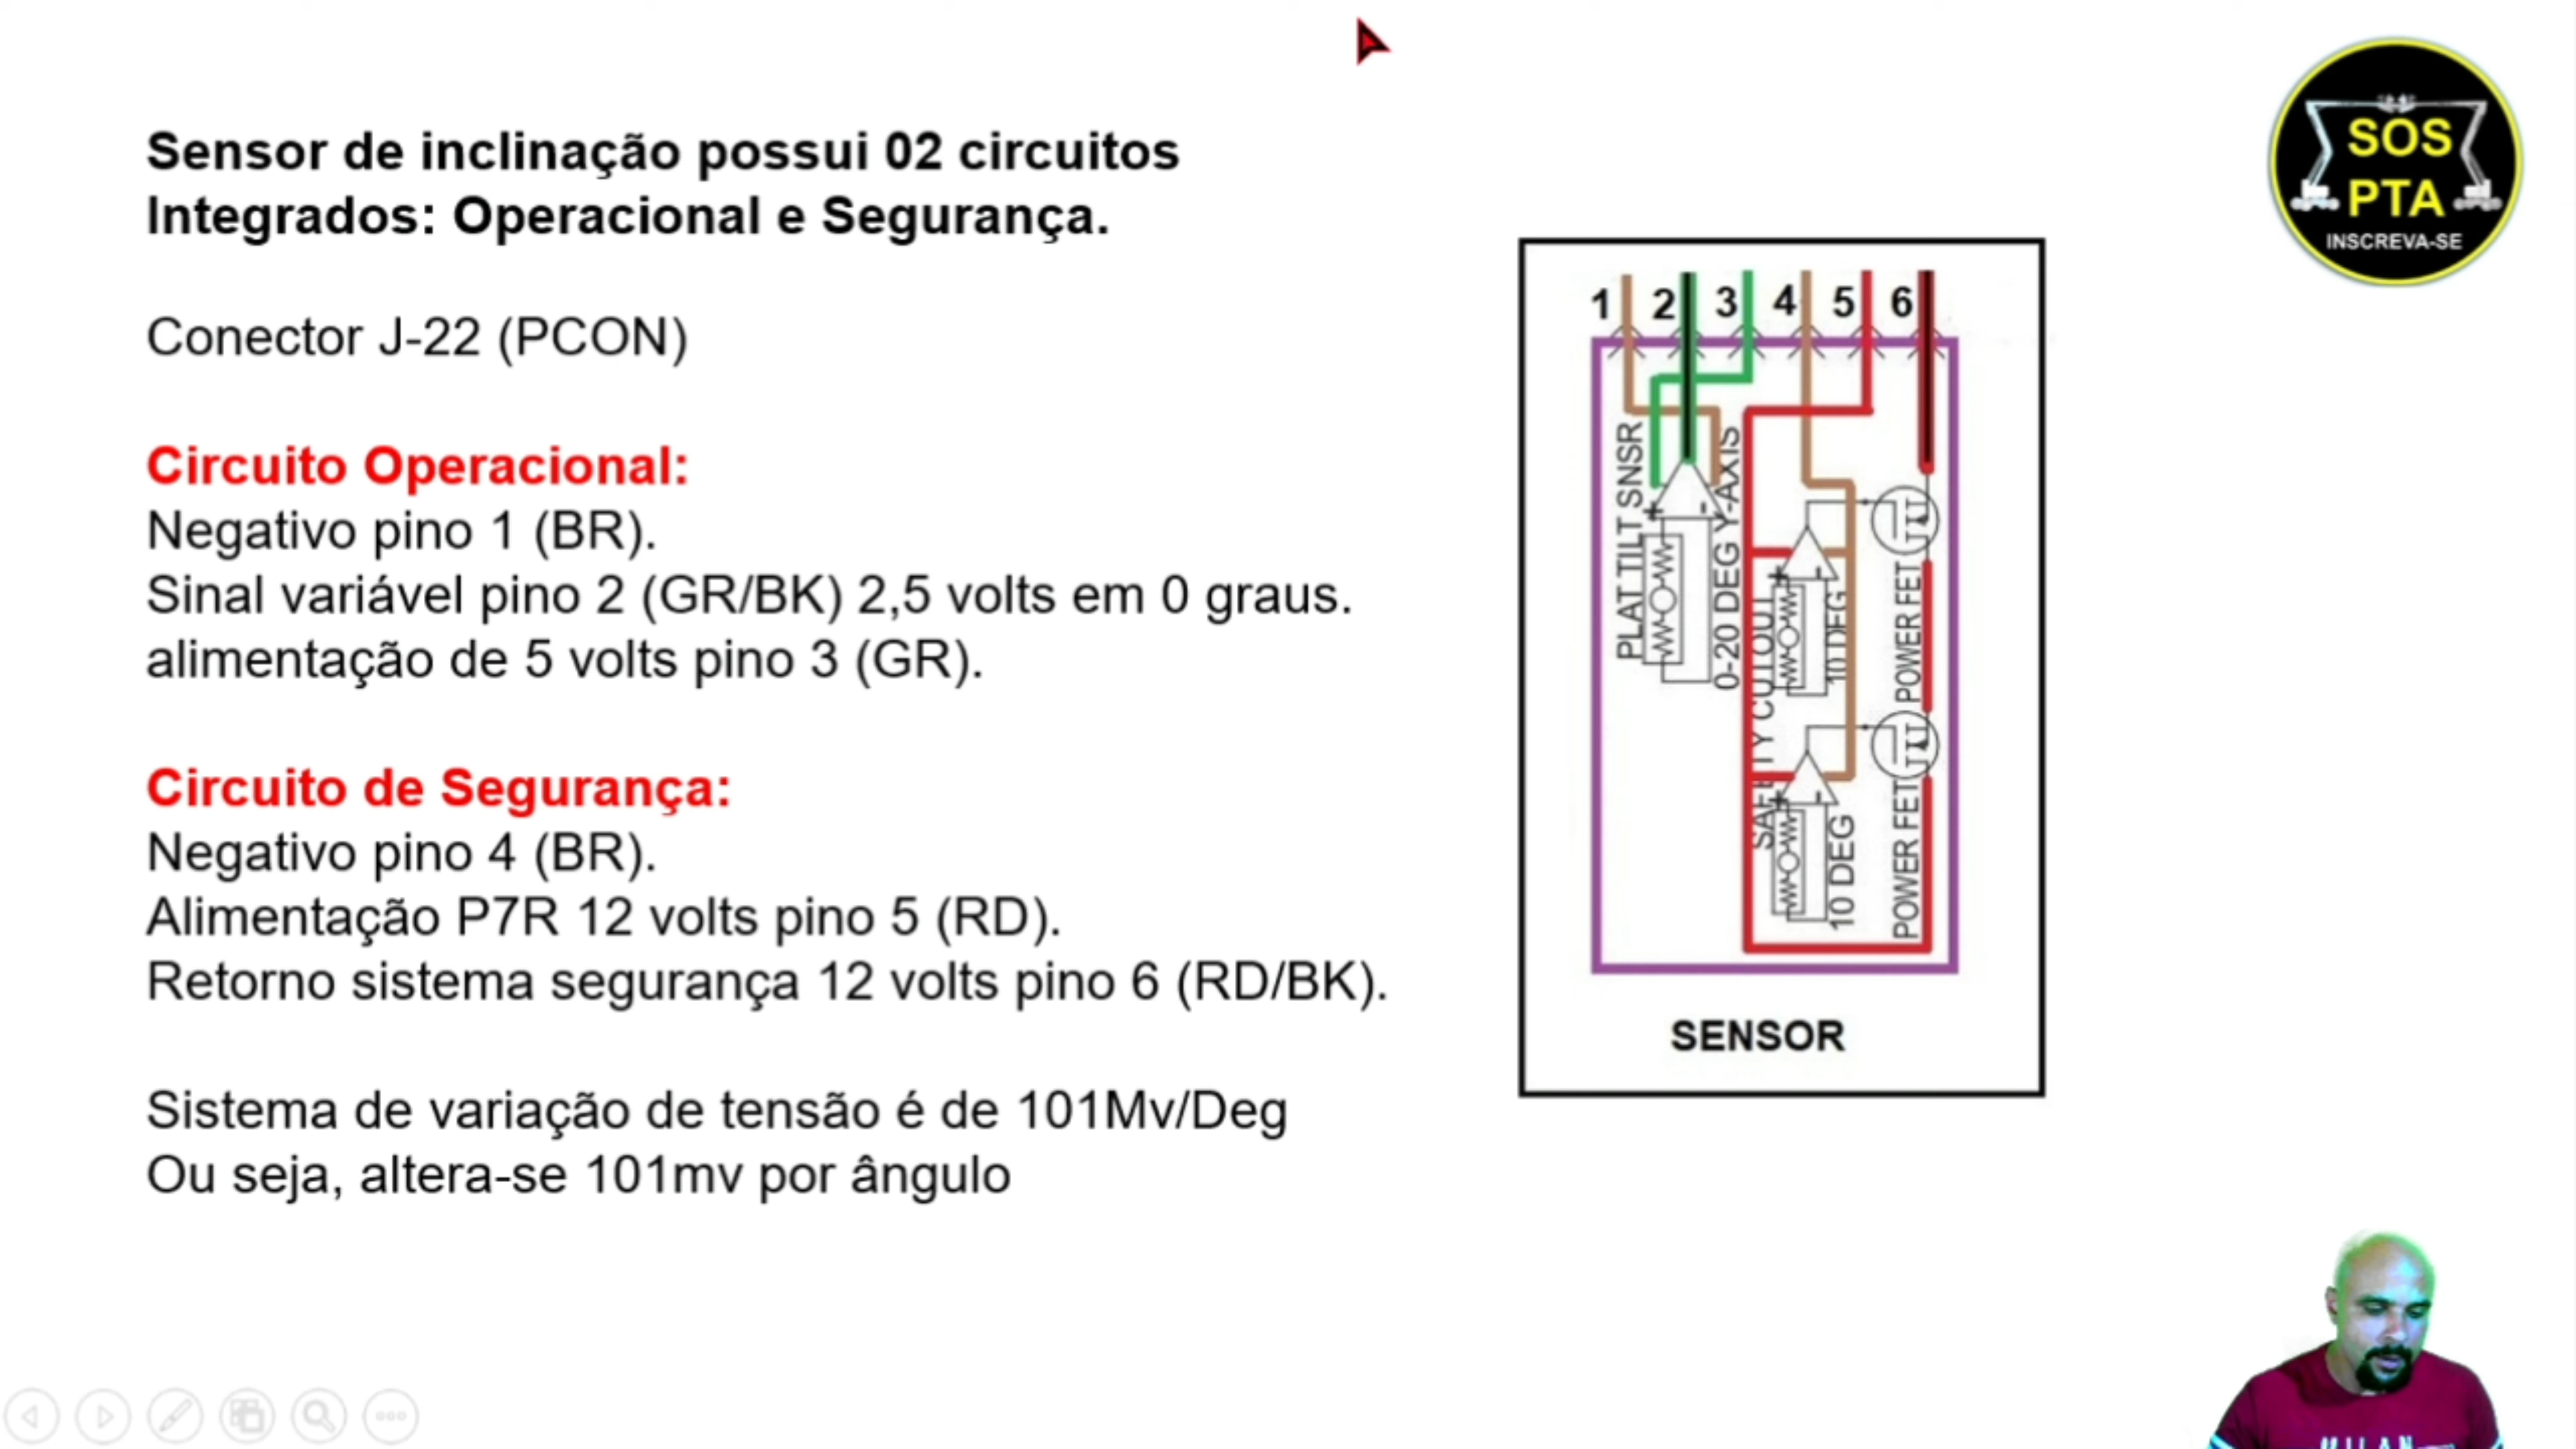 Sensor de inclinação possui 02 circuitos
Integrados: Operacional e Segurança.
Conector J-22 (PCON)
Circuito Operacional:
Negativo pino 1 (BR).
Sinal variável pino 2 (GR/BK) 2,5 volts em 0 graus.
alimentação de 5 volts pino 3 (GR).
Circuito de Segurança:
Negativo pino 4 (BR).
Alimentação P7R 12 volts pino 5 (RD).
Retorno sistema segurança 12 volts pino 6 (RD/BK).
Sistema de variação de tensão é de 101Mv/Deg
Ou seja, altera-se 101mv por ângulo
1 2 3 4 5 6
PLAT TILT SNSR
0-20 DEG Y-AXIS
SAFETY CUTOUT
10 DEG
POWER FET
10 DEG
POWER FET
+ -
+ -
+ -
SENSOR
SOS
PTA
INSCREVA-SE